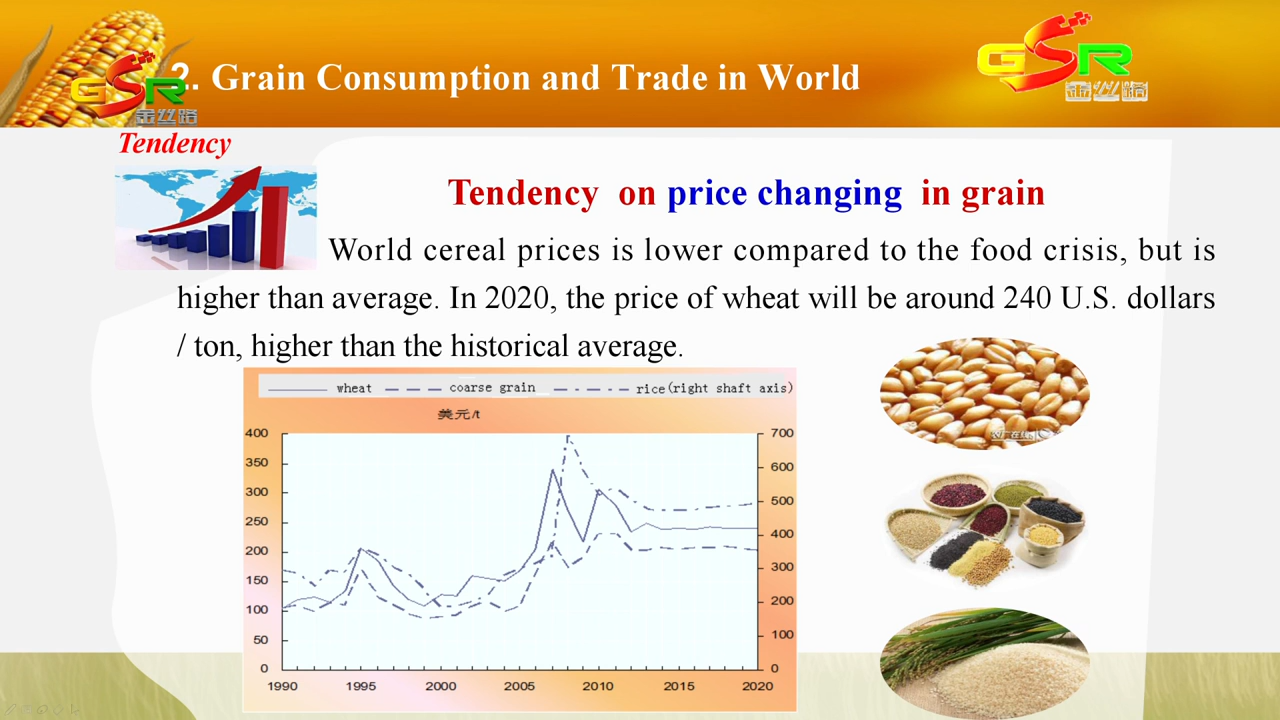 GSR
金丝路
2. Grain Consumption and Trade in World
GSR
金丝路
Tendency
Tendency on price changing in grain
World cereal prices is lower compared to the food crisis, but is
higher than average. In 2020, the price of wheat will be around 240 U.S. dollars
/ ton, higher than the historical average.
wheat coarse grain rice(right shaft axis)
美元/t
400 700
350 600
300 500
250 400
200 300
150 200
100 100
50 0
0
1990 1995 2000 2005 2010 2015 2020